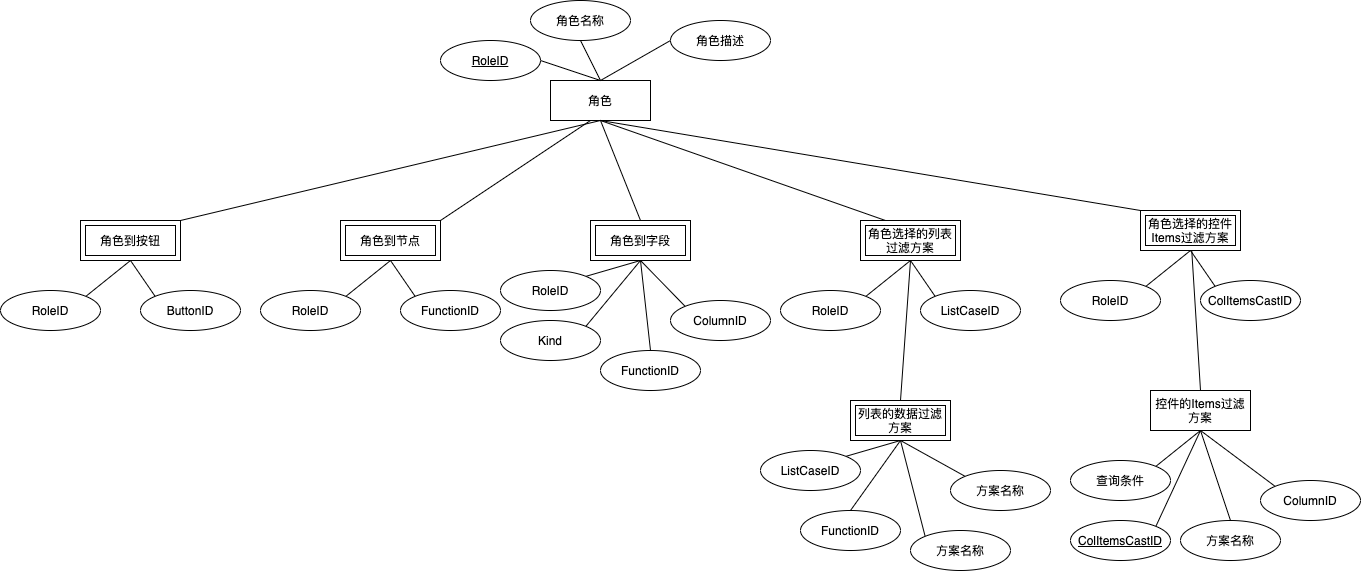 角色名称
角色描述
RoleID
角色
角色到按钮
角色到节点
角色到字段
角色选择的列表
过滤方案
角色选择的控件
Items过滤方案
RoleID
ButtonID
RoleID
FunctionID
RoleID
Kind
FunctionID
ColumnID
RoleID
ListCaseID
RoleID
ColItemsCastID
列表的数据过滤
方案
控件的Items过滤
方案
ListCaseID
FunctionID
方案名称
方案名称
查询条件
ColItemsCastID
方案名称
ColumnID